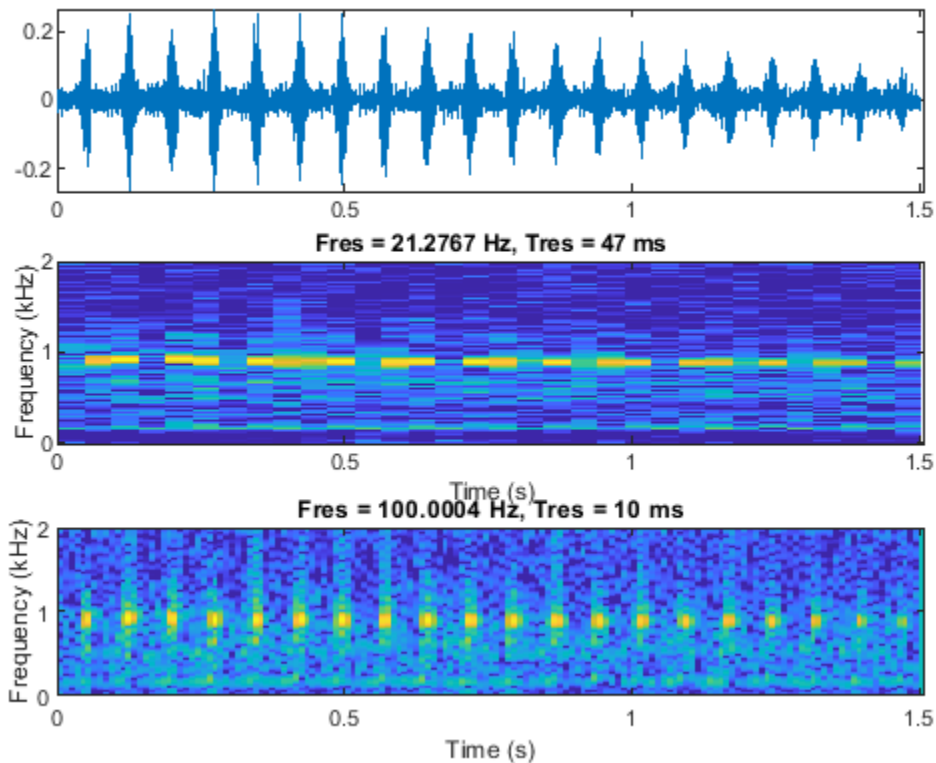 0.2
0
-0.2
0 0.5 1 1.5
Fres = 21.2767 Hz, Tres = 47 ms
2
1
0
Frequency (kHz)
0 0.5 1 1.5
Time (s)
Fres = 100.0004 Hz, Tres = 10 ms
2
1
0
Frequency (kHz)
0 0.5 1 1.5
Time (s)